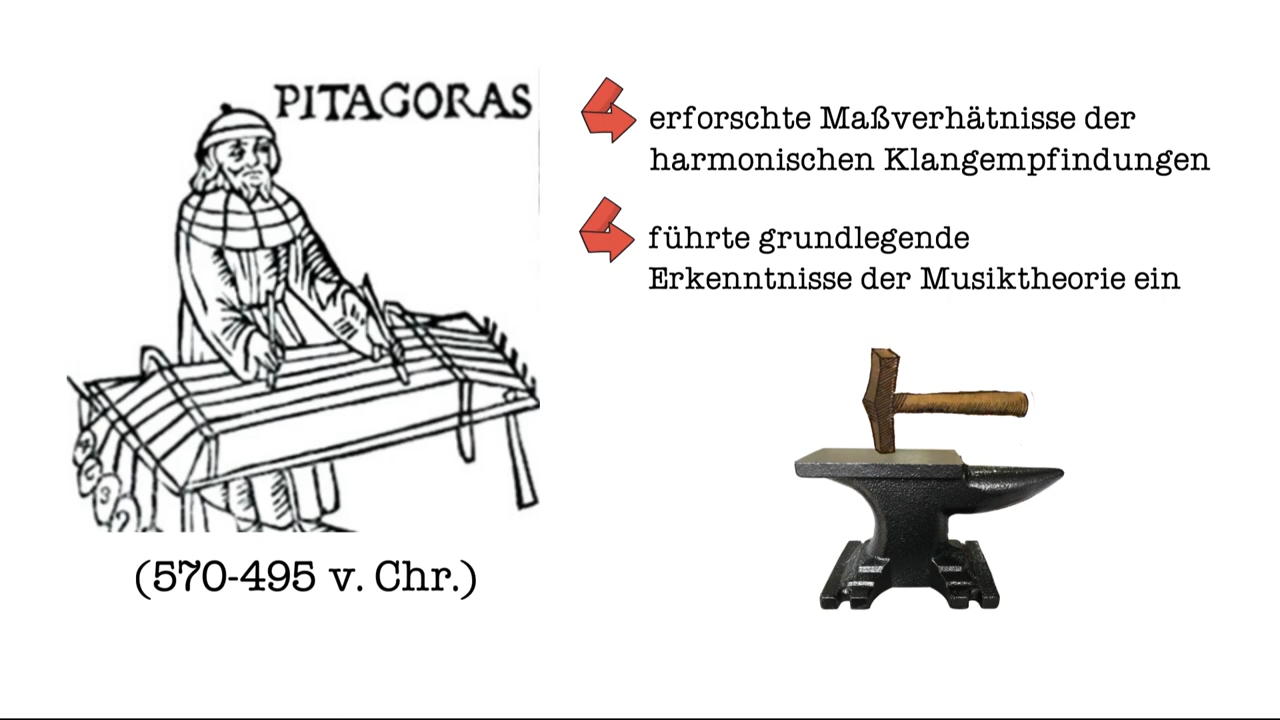 PITAGORAS
(570-495 v. Chr.)
erforschte Maßverhätnisse der
harmonischen Klangempfindungen
führte grundlegende
Erkenntnisse der Musiktheorie ein